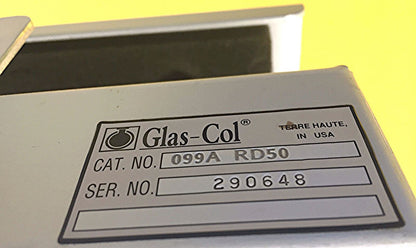 Glas-Col® TERRE HAUTE,
IN USA
CAT. NO. 099A RD50
SER. NO. 290648